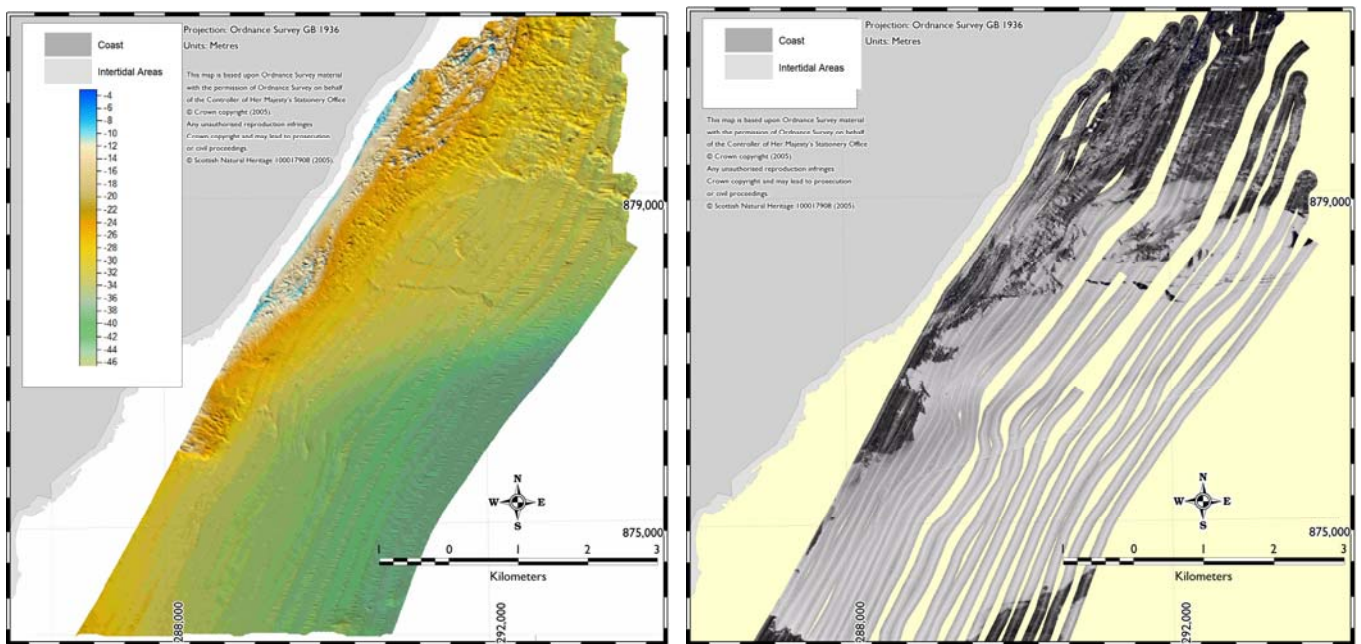 Coast
Intertidal Areas
-4
-8
-10
-11
-12
-14
-16
-18
-20
-22
-24
-26
-28
-30
-33
-36
-38
-40
-42
-44
-46
Projection: Ordnance Survey GB 1936
Units: Metres
This map is based upon Ordnance Survey material
with the permission of Ordnance Survey on behalf
of the Controller of Her Majesty's Stationery Office
© Crown copyright (2005).
Any unauthorised reproduction infringes
Crown copyright and may lead to prosecution
or civil proceedings.
© Scottish Natural Heritage 100017908 (2005).
879,000
N
W E
S
875,000
1 0 1 2 3
Kilometers
288,000
292,000
Coast
Intertidal Areas
Projection: Ordnance Survey GB 1936
Units: Metres
This map is based upon Ordnance Survey material
with the permission of Ordnance Survey on behalf
of the Controller of Her Majesty's Stationery Office
© Crown copyright (2005).
Any unauthorised reproduction infringes
Crown copyright and may lead to prosecution
or civil proceedings.
© Scottish Natural Heritage 100017908 (2005).
879,000
N
W E
S
875,000
1 0 1 2 3
Kilometers
288,000
292,000